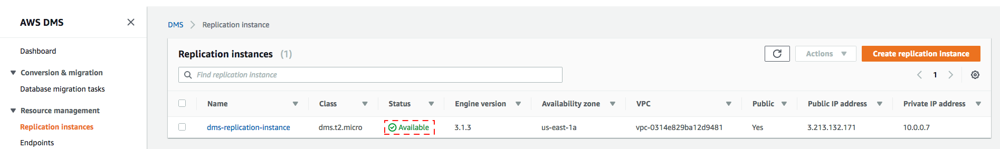 AWS DMS
Dashboard
Conversion & migration
Database migration tasks
Resource management
Replication instances
Endpoints
DMS > Replication instance
Replication instances (1)
Actions
Create replication instance
Find replication instance
1
Name Class Status Engine version Availability zone VPC Public Public IP address Private IP address
dms-replication-instance dms.t2.micro Available 3.1.3 us-east-1a vpc-0314e829ba12d9481 Yes 3.213.132.171 10.0.0.7